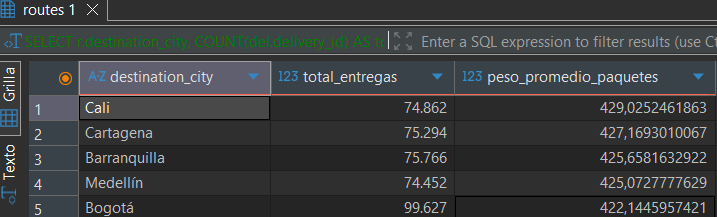 routes 1
SELECT r.destination_city, COUNT(del.delivery_id) AS
Enter a SQL expression to filter results (use Ct
Grilla
Texto
A-Z destination_city 123 total_entregas 123 peso_promedio_paquetes
1 Cali 74.862 429,0252461863
2 Cartagena 75.294 427,1693010067
3 Barranquilla 75.766 425,6581632922
4 Medellín 74.452 425,0727777629
5 Bogotá 99.627 422,1445957421